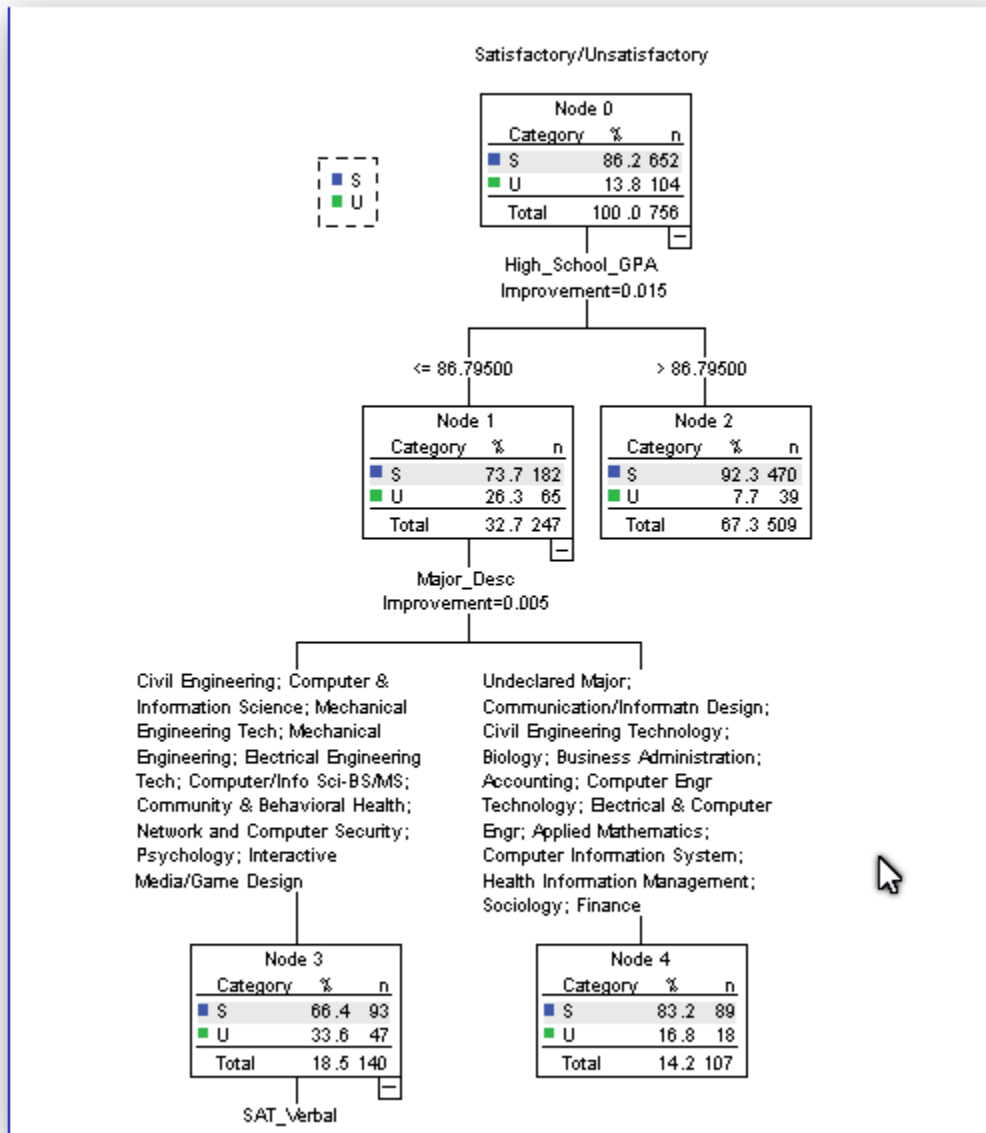 Satisfactory/Unsatisfactory
Node 0
Category % n
S 86.2 652
U 13.8 104
Total 100.0 756
S
U
High_School_GPA
Improvement=0.015
<= 86.79500
> 86.79500
Node 1
Category % n
S 73.7 182
U 26.3 65
Total 32.7 247
Node 2
Category % n
S 92.3 470
U 7.7 39
Total 67.3 509
Major_Desc
Improvement=0.005
Civil Engineering; Computer &
Information Science; Mechanical
Engineering Tech; Mechanical
Engineering; Electrical Engineering
Tech; Computer/Info Sci-BS/MS;
Community & Behavioral Health;
Network and Computer Security;
Psychology; Interactive
Media/Game Design
Undeclared Major;
Communication/Informatn Design;
Civil Engineering Technology;
Biology; Business Administration;
Accounting; Computer Engr
Technology; Electrical & Computer
Engr; Applied Mathematics;
Computer Information System;
Health Information Management;
Sociology; Finance
Node 3
Category % n
S 66.4 93
U 33.6 47
Total 18.5 140
Node 4
Category % n
S 83.2 89
U 16.8 18
Total 14.2 107
SAT_Verbal